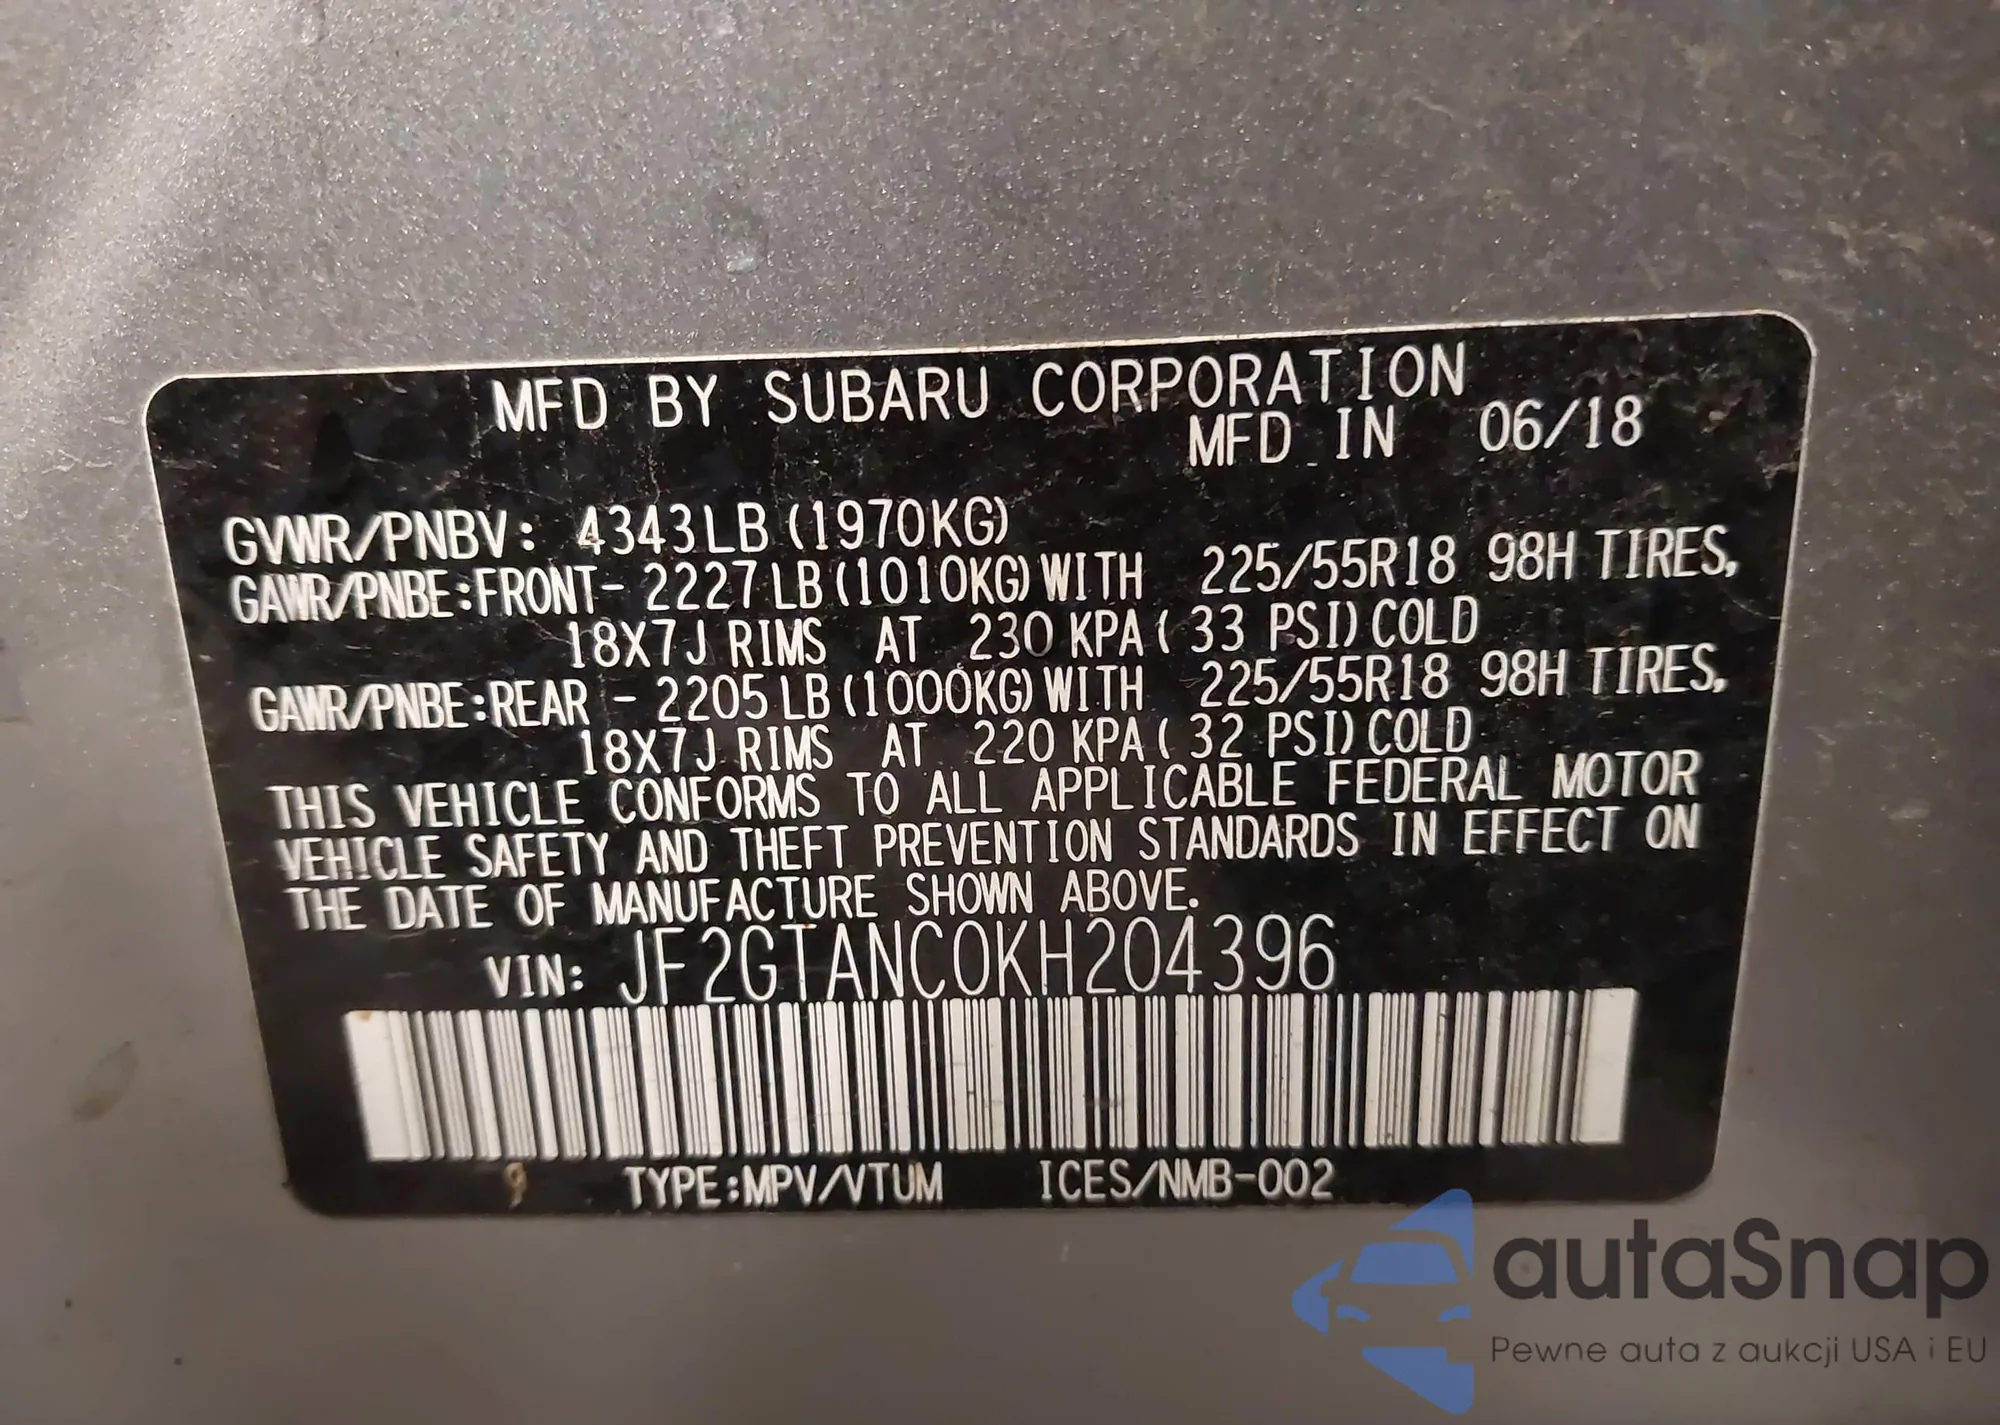 MFD BY SUBARU CORPORATION
MFD IN 06/18
GVWR/PNBV: 4343LB (1970KG)
GAWR/PNBE:FRONT- 2227LB (1010KG) WITH 225/55R18 98H TIRES,
18X7J RIMS AT 230 KPA ( 33 PSI) COLD
GAWR/PNBE:REAR - 2205LB (1000KG) WITH 225/55R18 98H TIRES,
18X7J RIMS AT 220 KPA ( 32 PSI) COLD
THIS VEHICLE CONFORMS TO ALL APPLICABLE FEDERAL MOTOR
VEHICLE SAFETY AND THEFT PREVENTION STANDARDS IN EFFECT ON
THE DATE OF MANUFACTURE SHOWN ABOVE.
VIN: JF2GTANC0KH204396
TYPE:MPV/VTUM ICES/NMB-002
autaSnap
Pewne auta z aukcji USA i EU